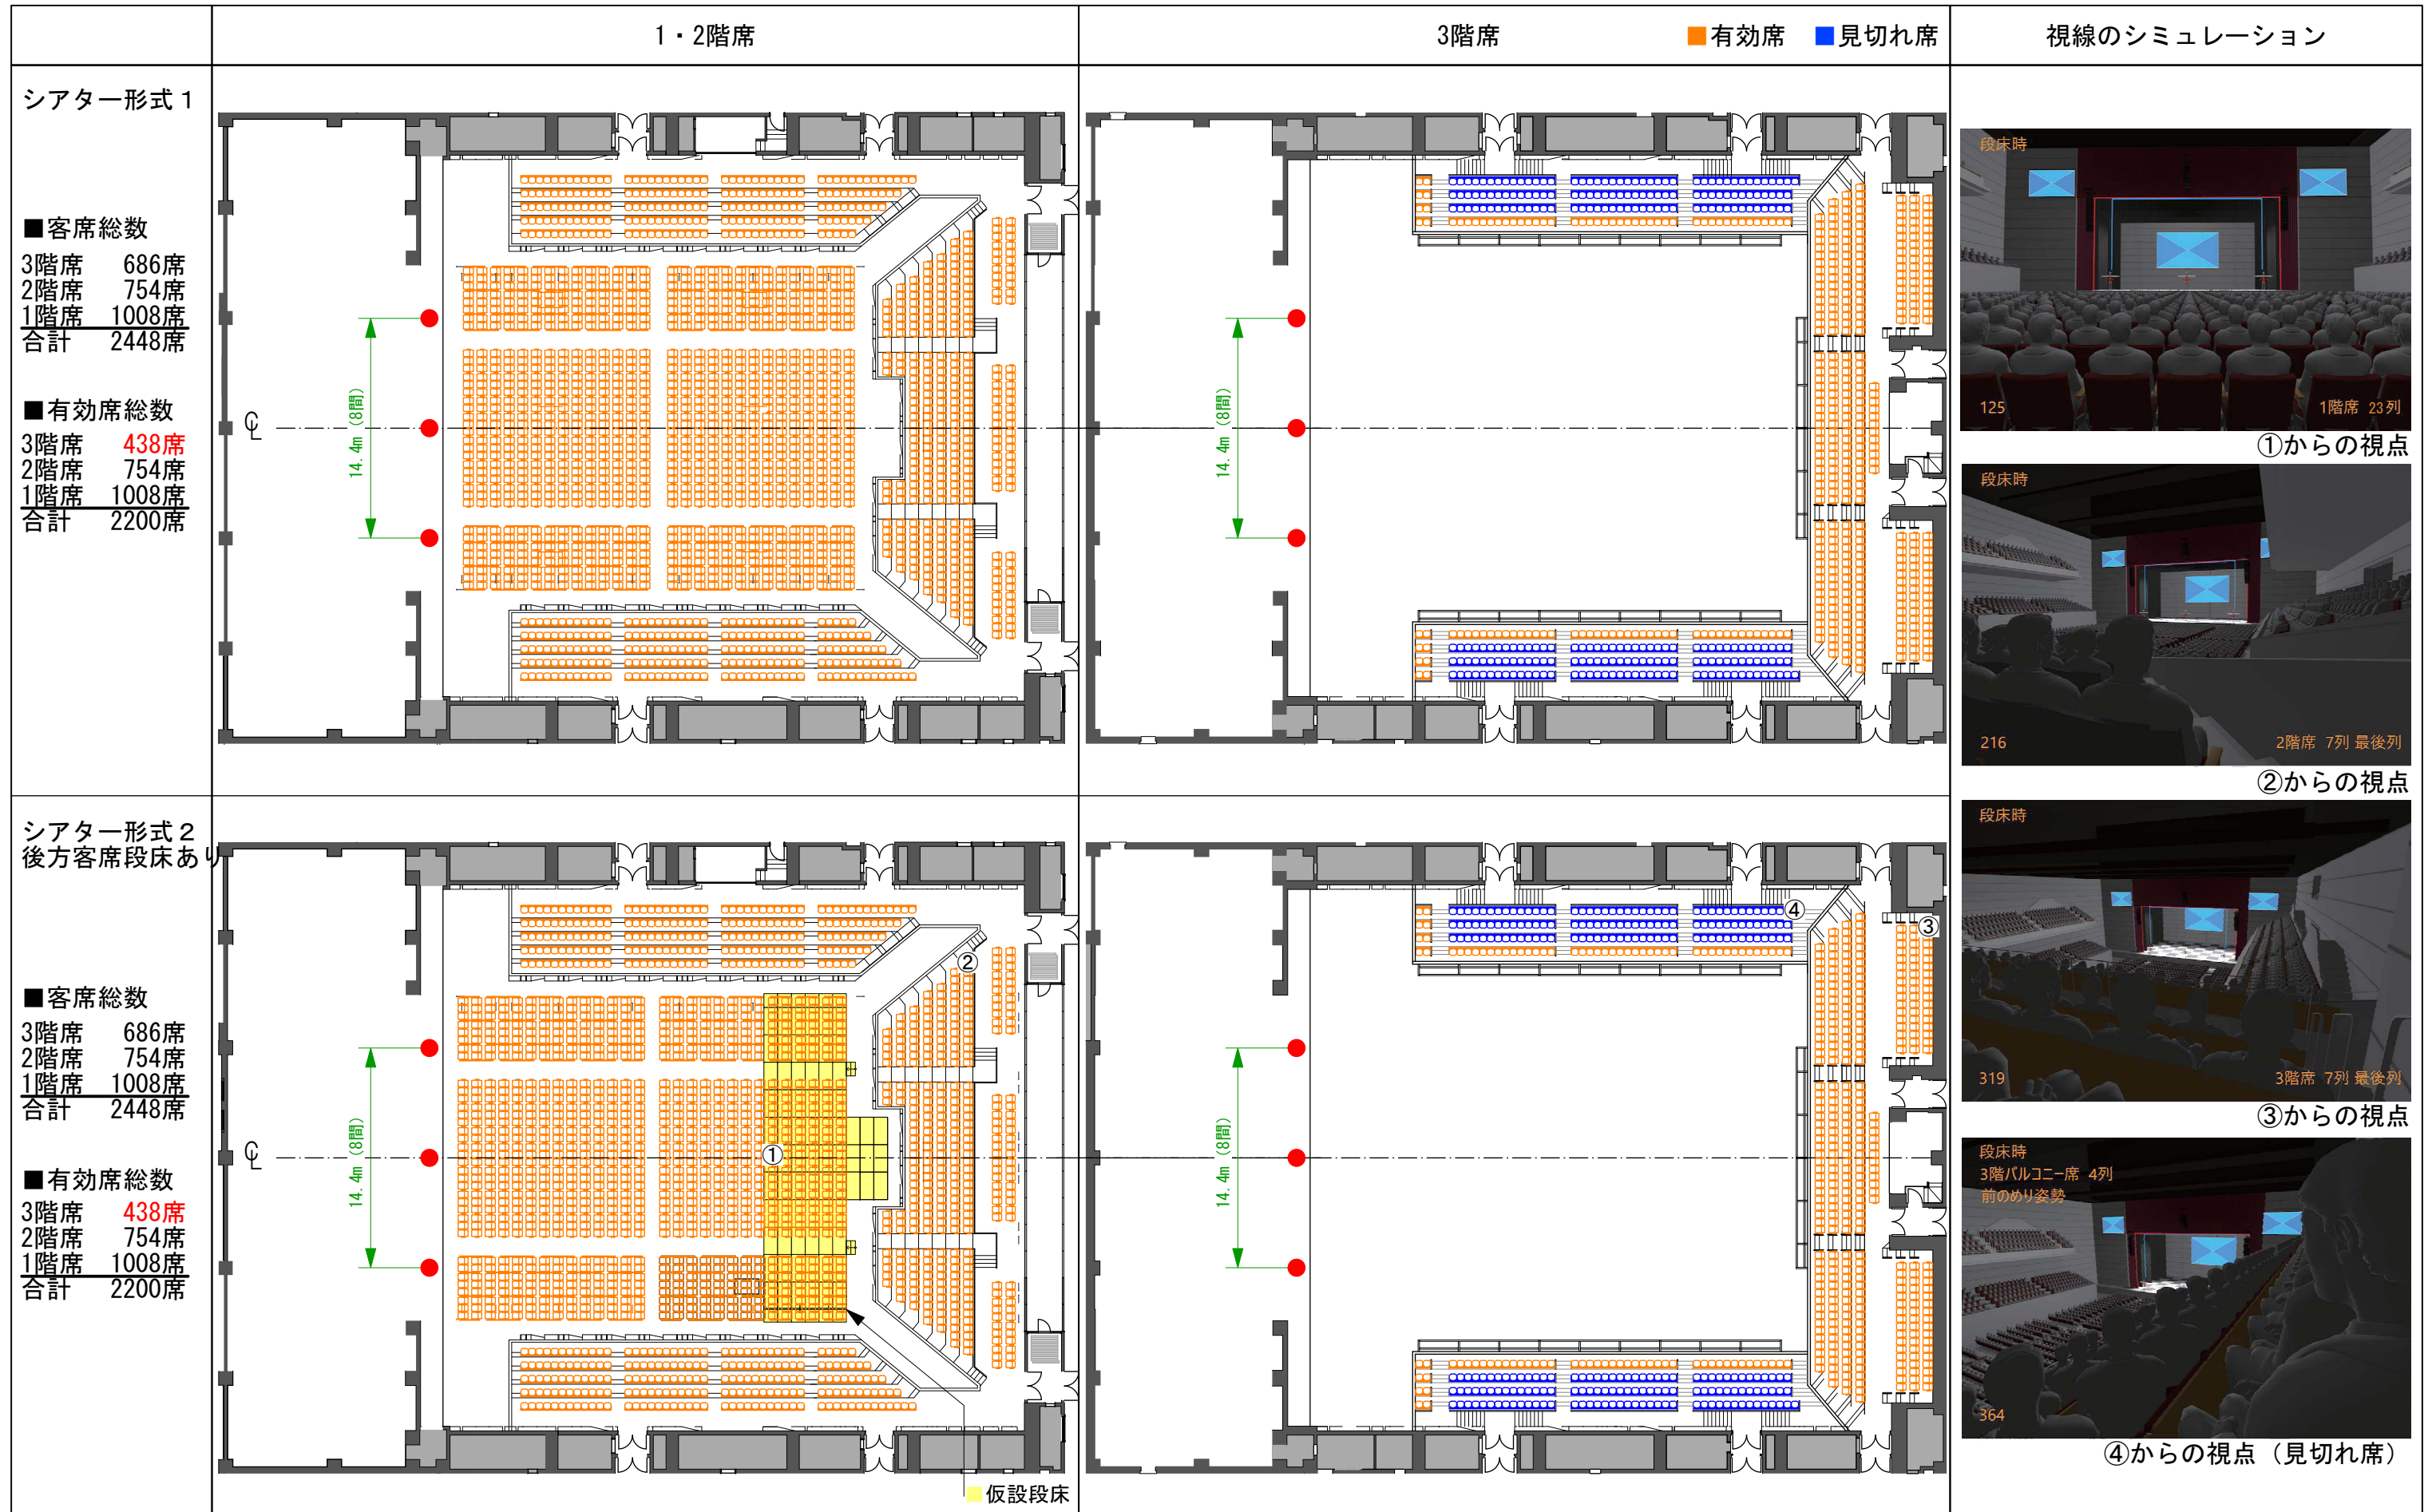 1・2階席
3階席
■有効席 ■見切れ席
視線のシミュレーション
シアター形式1
■客席総数
3階席 686席
2階席 754席
1階席 1008席
合計 2448席
■有効席総数
3階席 438席
2階席 754席
1階席 1008席
合計 2200席
℄
14.4m (8間)
14.4m (8間)
段床時
125
1階席 23列
①からの視点
段床時
216
2階席 7列 最後列
②からの視点
シアター形式2
後方客席段床あり
■客席総数
3階席 686席
2階席 754席
1階席 1008席
合計 2448席
■有効席総数
3階席 438席
2階席 754席
1階席 1008席
合計 2200席
℄
14.4m (8間)
①
②
■仮設段床
14.4m (8間)
④
③
段床時
319
3階席 7列 最後列
③からの視点
段床時
3階バルコニー席 4列
前のめり姿勢
364
④からの視点（見切れ席）